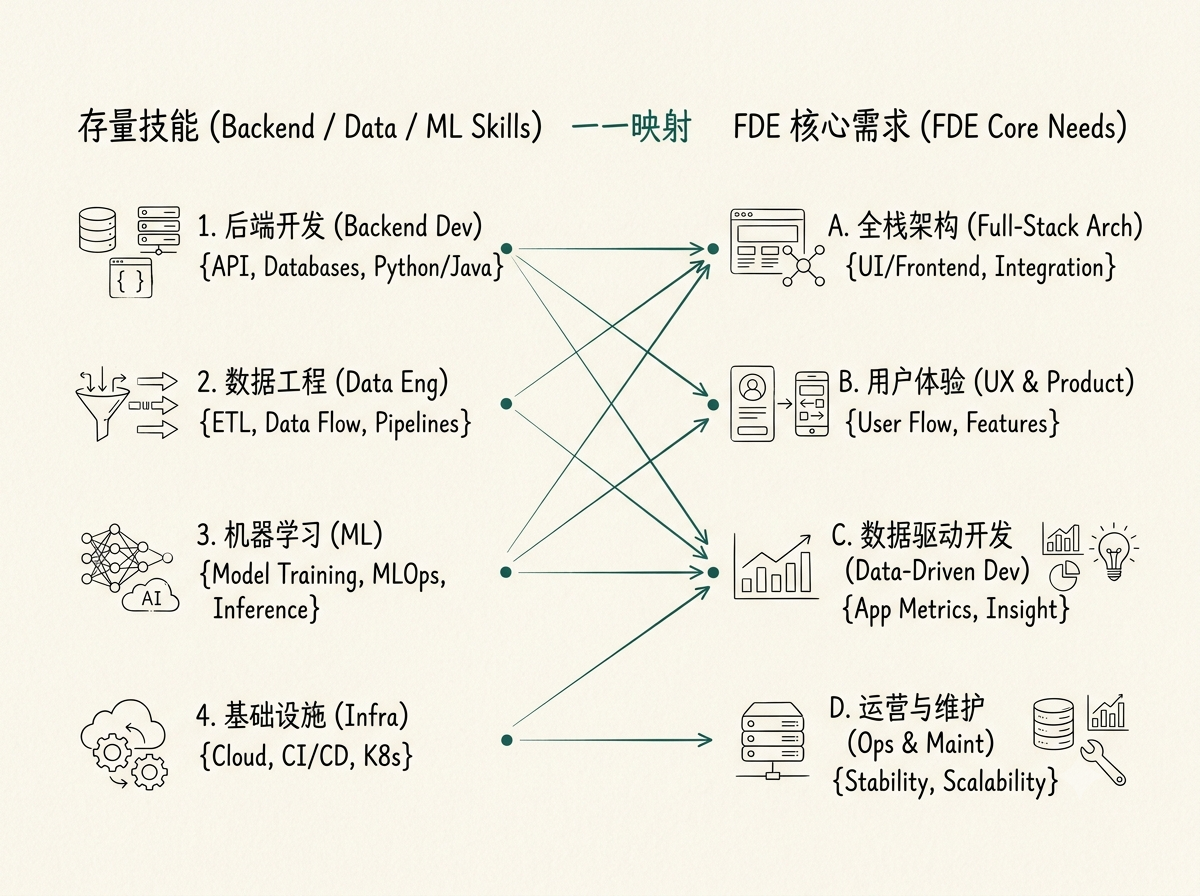 存量技能 (Backend / Data / ML Skills) 一一映射 FDE 核心需求 (FDE Core Needs)
1. 后端开发 (Backend Dev)
{API, Databases, Python/Java}
2. 数据工程 (Data Eng)
{ETL, Data Flow, Pipelines}
3. 机器学习 (ML)
{Model Training, MLOps,
Inference}
AI
4. 基础设施 (Infra)
{Cloud, CI/CD, K8s}
A. 全栈架构 (Full-Stack Arch)
{UI/Frontend, Integration}
B. 用户体验 (UX & Product)
{User Flow, Features}
C. 数据驱动开发
(Data-Driven Dev)
{App Metrics, Insight}
D. 运营与维护
(Ops & Maint)
{Stability, Scalability}